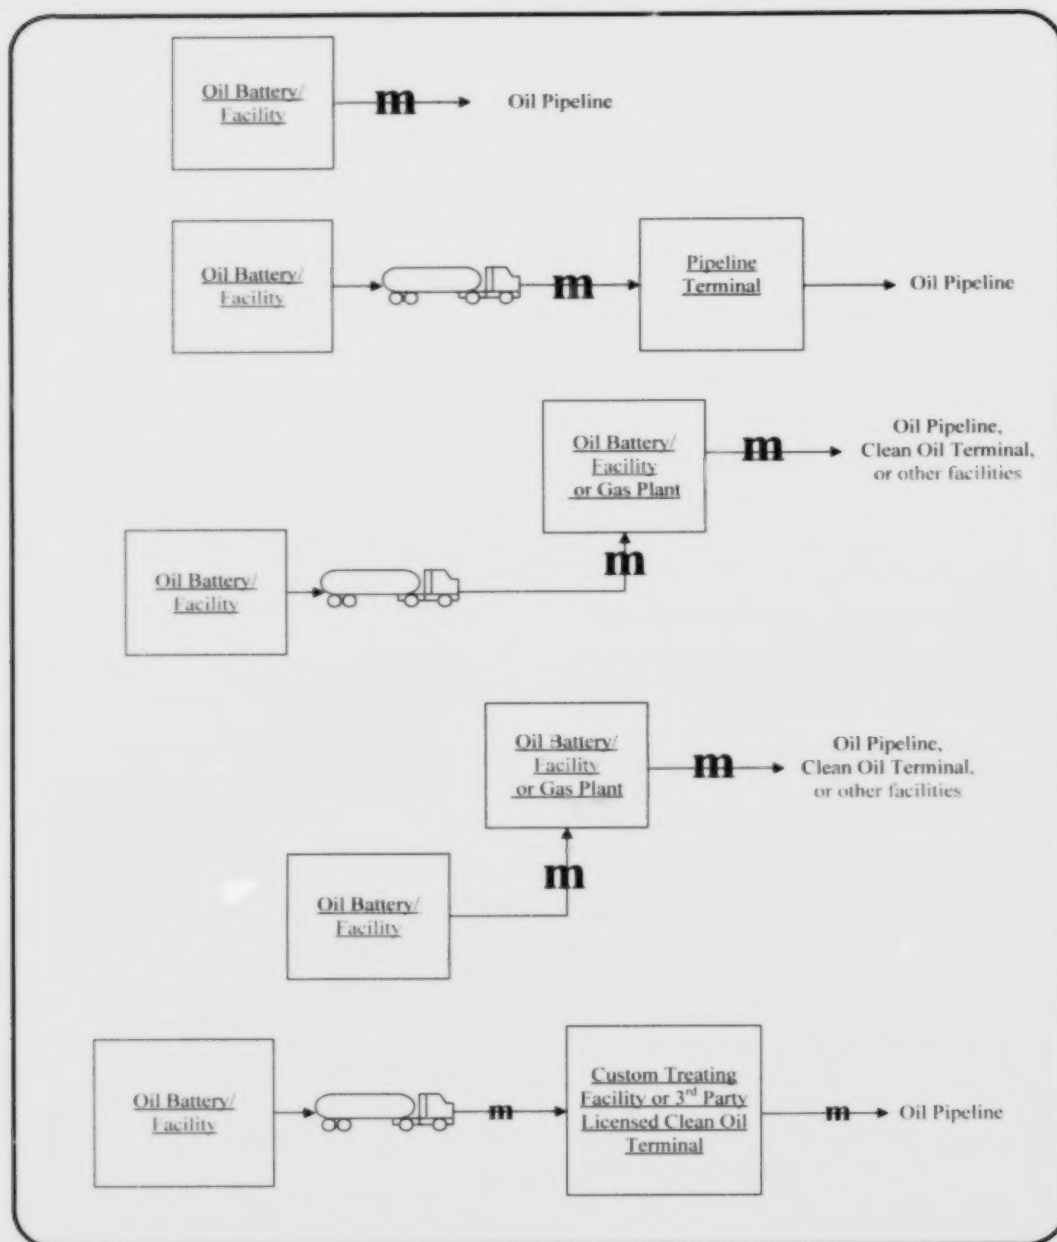 Oil Battery/
Facility
m
Oil Pipeline
Oil Battery/
Facility
m
Pipeline
Terminal
Oil Pipeline
Oil Battery/
Facility
or Gas Plant
m
Oil Pipeline,
Clean Oil Terminal,
or other facilities
m
Oil Battery/
Facility
Oil Battery/
Facility
or Gas Plant
m
Oil Pipeline,
Clean Oil Terminal,
or other facilities
m
Oil Battery/
Facility
Oil Battery/
Facility
m
Custom Treating
Facility or 3rd Party
Licensed Clean Oil
Terminal
m
Oil Pipeline